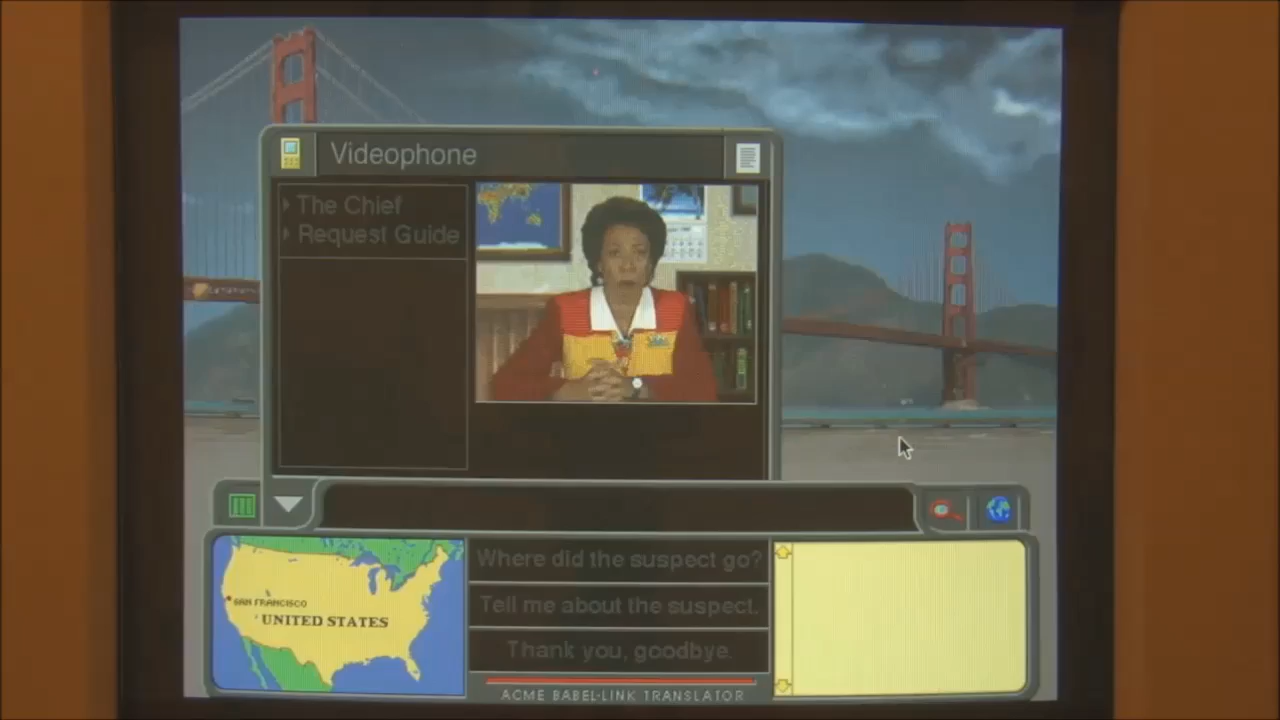 Videophone
The Chief
Request Guide
Where did the suspect go?
Tell me about the suspect.
Thank you, goodbye.
SAN FRANCISCO
UNITED STATES
ACME BABEL-LINK TRANSLATOR